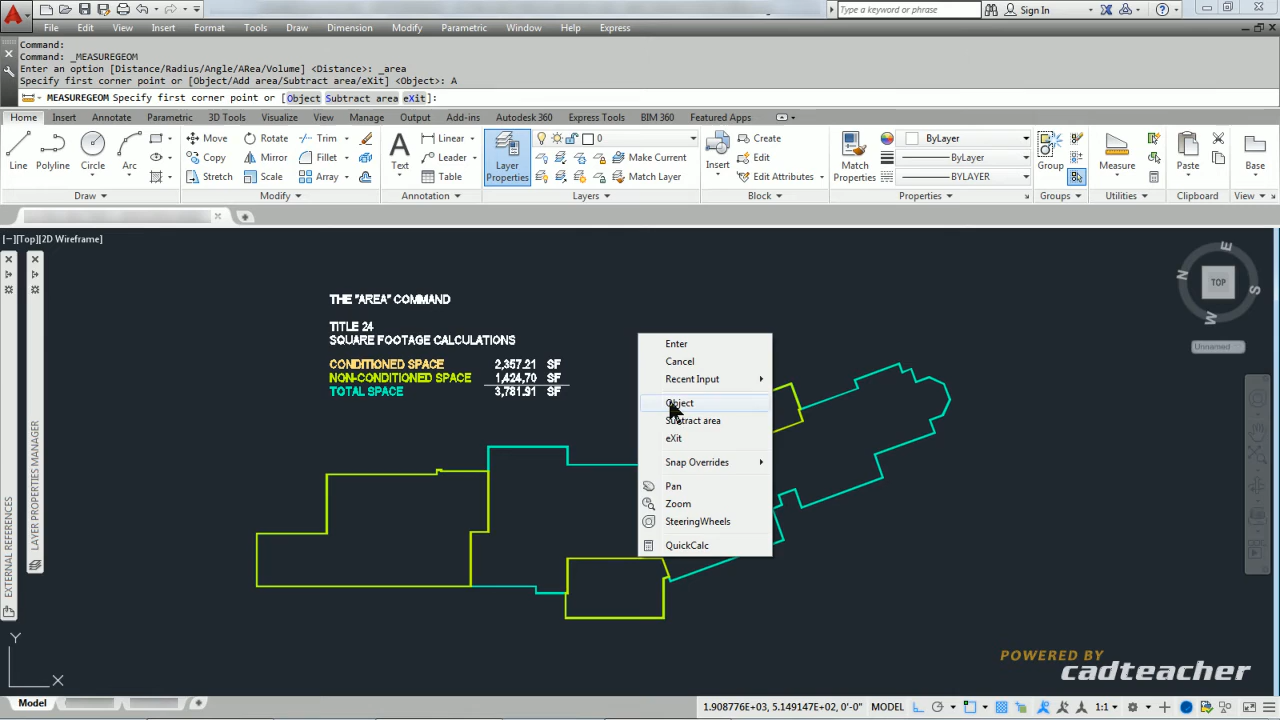 Type a keyword or phrase
Sign In
File Edit View Insert Format Tools Draw Dimension Modify Parametric Window Help Express
Command:
Command: _MEASUREGEOM
Enter an option [Distance/Radius/Angle/ARea/Volume] <Distance>: _area
Specify first corner point or [Object/Add area/Subtract area/eXit] <Object>: A
MEASUREGEOM Specify first corner point or [Object Subtract area eXit]:
Home Insert Annotate Parametric 3D Tools Visualize View Manage Output Add-ins Autodesk 360 Express Tools BIM 360 Featured Apps
Move Rotate Trim Linear 0 Create ByLayer
Line Polyline Circle Arc Copy Mirror Fillet Text Leader Layer Properties Make Current Insert Edit Match Properties ByLayer Group Measure Paste Base
Stretch Scale Array Table Match Layer Edit Attributes BYLAYER
Draw Modify Annotation Layers Block Properties Groups Utilities Clipboard View
[−][Top][2D Wireframe]
THE "AREA" COMMAND
TITLE 24
SQUARE FOOTAGE CALCULATIONS
CONDITIONED SPACE 2,357.21 SF
NON-CONDITIONED SPACE 1,424.70 SF
TOTAL SPACE 3,781.91 SF
Enter
Cancel
Recent Input
Object
Subtract area
eXit
Snap Overrides
Pan
Zoom
SteeringWheels
QuickCalc
N
E
S
W
TOP
Unnamed
EXTERNAL REFERENCES
LAYER PROPERTIES MANAGER
Y
X
POWERED BY
cadteacher
Model
1.908776E+03, 5.149147E+02, 0'-0" MODEL 1:1